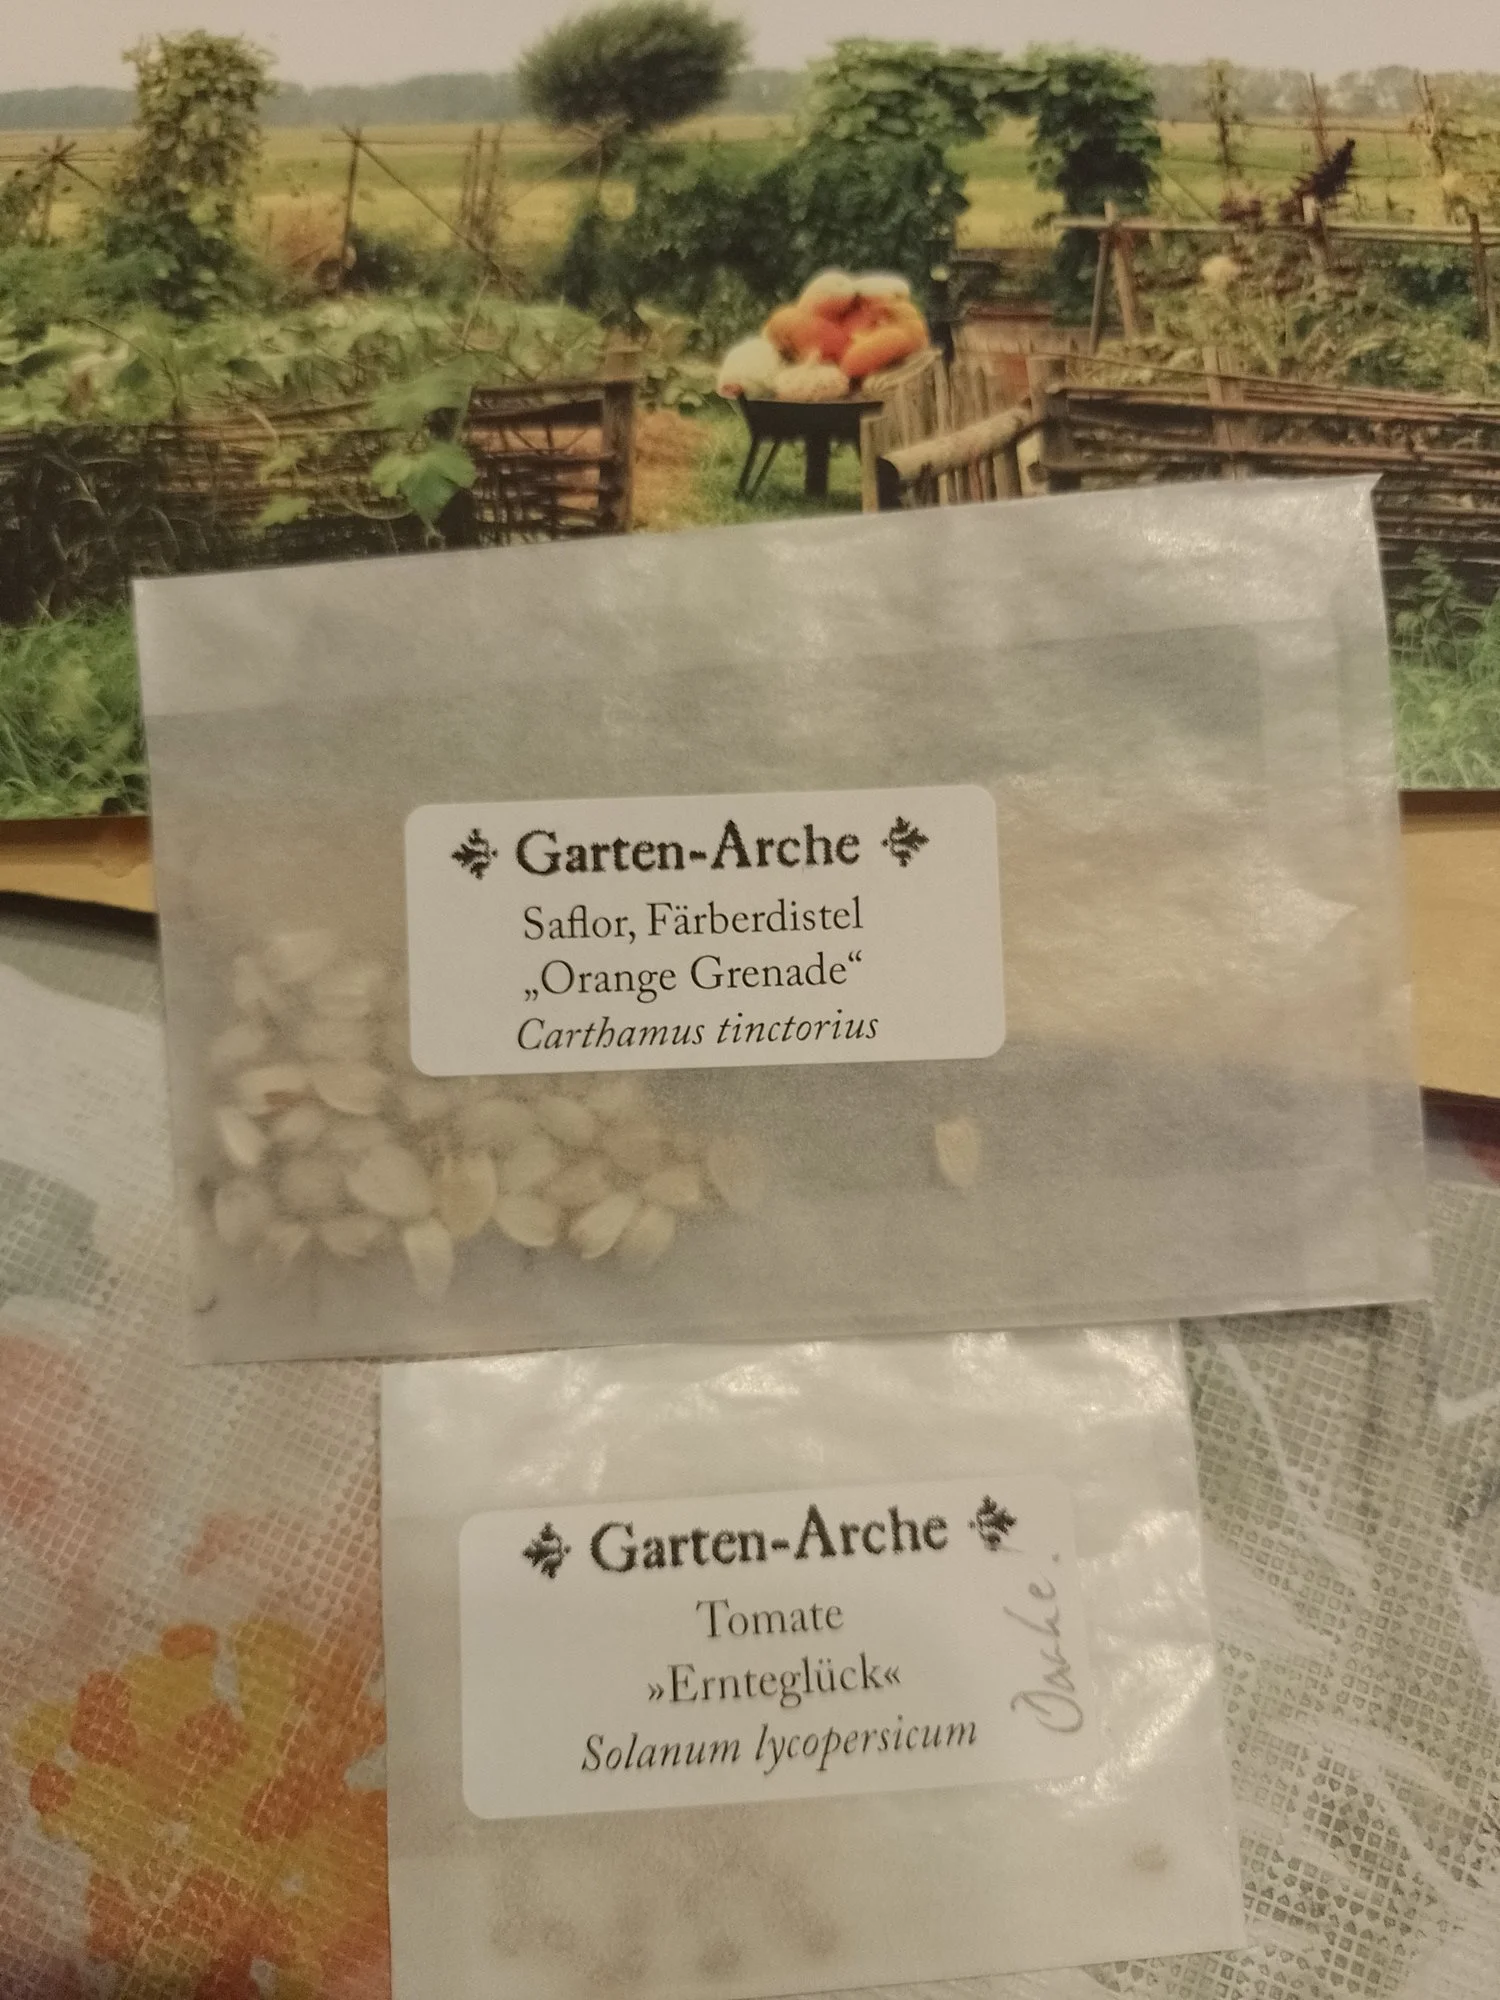 Garten-Arche
Saflor, Färberdistel
„Orange Grenade“
Carthamus tinctorius
Garten-Arche
Tomate
»Ernteglück«
Solanum lycopersicum
Danke.